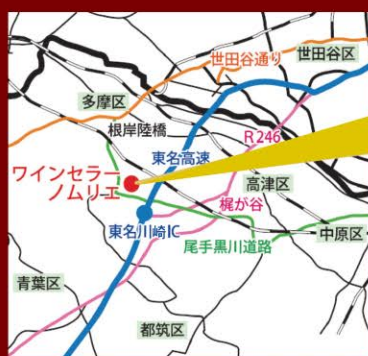 世田谷通り
世田谷区
多摩区
根岸陸橋
R246
東名高速
ワインセラー
ノムリエ
高津区
梶が谷
東名川崎IC
中原区
尾手黒川道路
青葉区
都筑区